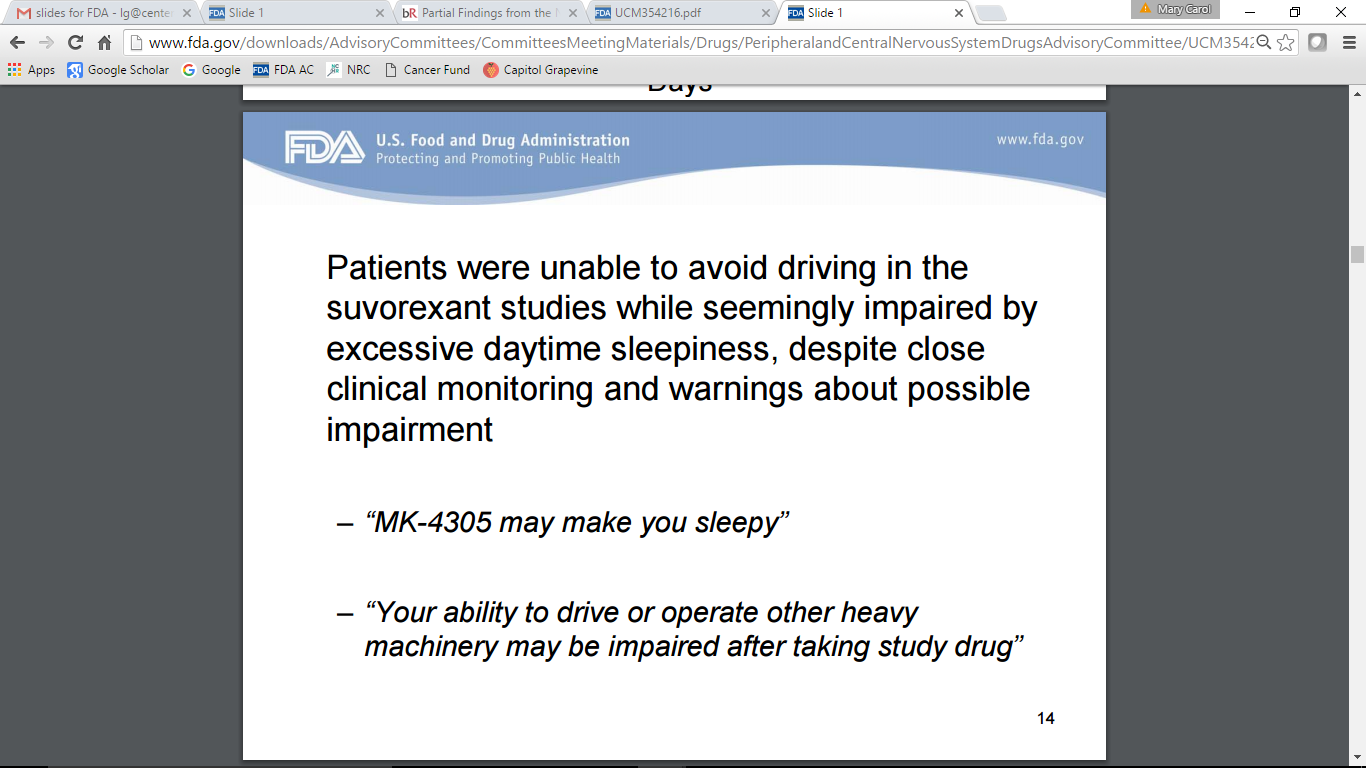 slides for FDA - lg@cente
Slide 1
bR Partial Findings from the
UCM354216.pdf
Slide 1
Mary Carol
www.fda.gov/downloads/AdvisoryCommittees/CommitteesMeetingMaterials/Drugs/PeripheralandCentralNervousSystemDrugsAdvisoryCommittee/UCM3542
Apps
Google Scholar
Google
FDA FDA AC
NRC
Cancer Fund
Capitol Grapevine
Days
FDA U.S. Food and Drug Administration
Protecting and Promoting Public Health
www.fda.gov
Patients were unable to avoid driving in the
suvorexant studies while seemingly impaired by
excessive daytime sleepiness, despite close
clinical monitoring and warnings about possible
impairment
– “MK-4305 may make you sleepy”
– “Your ability to drive or operate other heavy
machinery may be impaired after taking study drug”
14